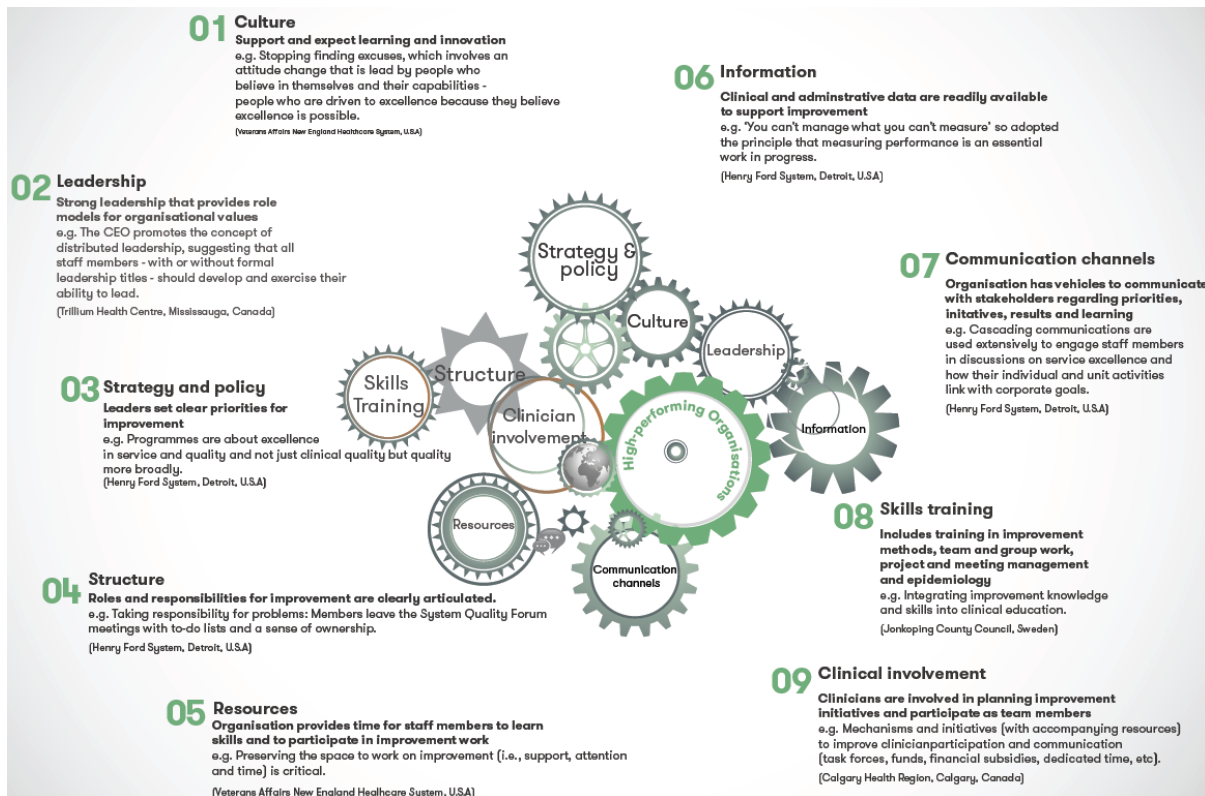 01 Culture
Support and expect learning and innovation
e.g. Stopping finding excuses, which involves an
attitude change that is lead by people who
believe in themselves and their capabilities -
people who are driven to excellence because they believe
excellence is possible.
(Veterans Affairs New England Healthcare System, U.S.A)
02 Leadership
Strong leadership that provides role
models for organisational values
e.g. The CEO promotes the concept of
distributed leadership, suggesting that all
staff members - with or without formal
leadership titles - should develop and exercise their
ability to lead.
(Trillium Health Centre, Mississauga, Canada)
03 Strategy and policy
Leaders set clear priorities for
improvement
e.g. Programmes are about excellence
in service and quality and not just clinical quality but quality
more broadly.
(Henry Ford System, Detroit, U.S.A)
04 Structure
Roles and responsibilities for improvement are clearly articulated.
e.g. Taking responsibility for problems: Members leave the System Quality Forum
meetings with to-do lists and a sense of ownership.
(Henry Ford System, Detroit, U.S.A)
05 Resources
Organisation provides time for staff members to learn
skills and to participate in improvement work
e.g. Preserving the space to work on improvement (i.e., support, attention
and time) is critical.
(Veterans Affairs New England Healhcare System, U.S.A)
06 Information
Clinical and adminstrative data are readily available
to support improvement
e.g. 'You can't manage what you can't measure' so adopted
the principle that measuring performance is an essential
work in progress.
(Henry Ford System, Detroit, U.S.A)
07 Communication channels
Organisation has vehicles to communicate
with stakeholders regarding priorities,
initatives, results and learning
e.g. Cascading communications are
used extensively to engage staff members
in discussions on service excellence and
how their individual and unit activities
link with corporate goals.
(Henry Ford System, Detroit, U.S.A)
08 Skills training
Includes training in improvement
methods, team and group work,
project and meeting management
and epidemiology
e.g. Integrating improvement knowledge
and skills into clinical education.
(Jonkoping County Council, Sweden)
09 Clinical involvement
Clinicians are involved in planning improvement
initiatives and participate as team members
e.g. Mechanisms and initiatives (with accompanying resources)
to improve clinicianparticipation and communication
(task forces, funds, financial subsidies, dedicated time, etc).
(Calgary Health Region, Calgary, Canada)
Strategy &
policy
Culture
Leadership
Information
Skills
Training
Structure
Clinician
involvement
High-performing Organisations
Resources
Communication
channels